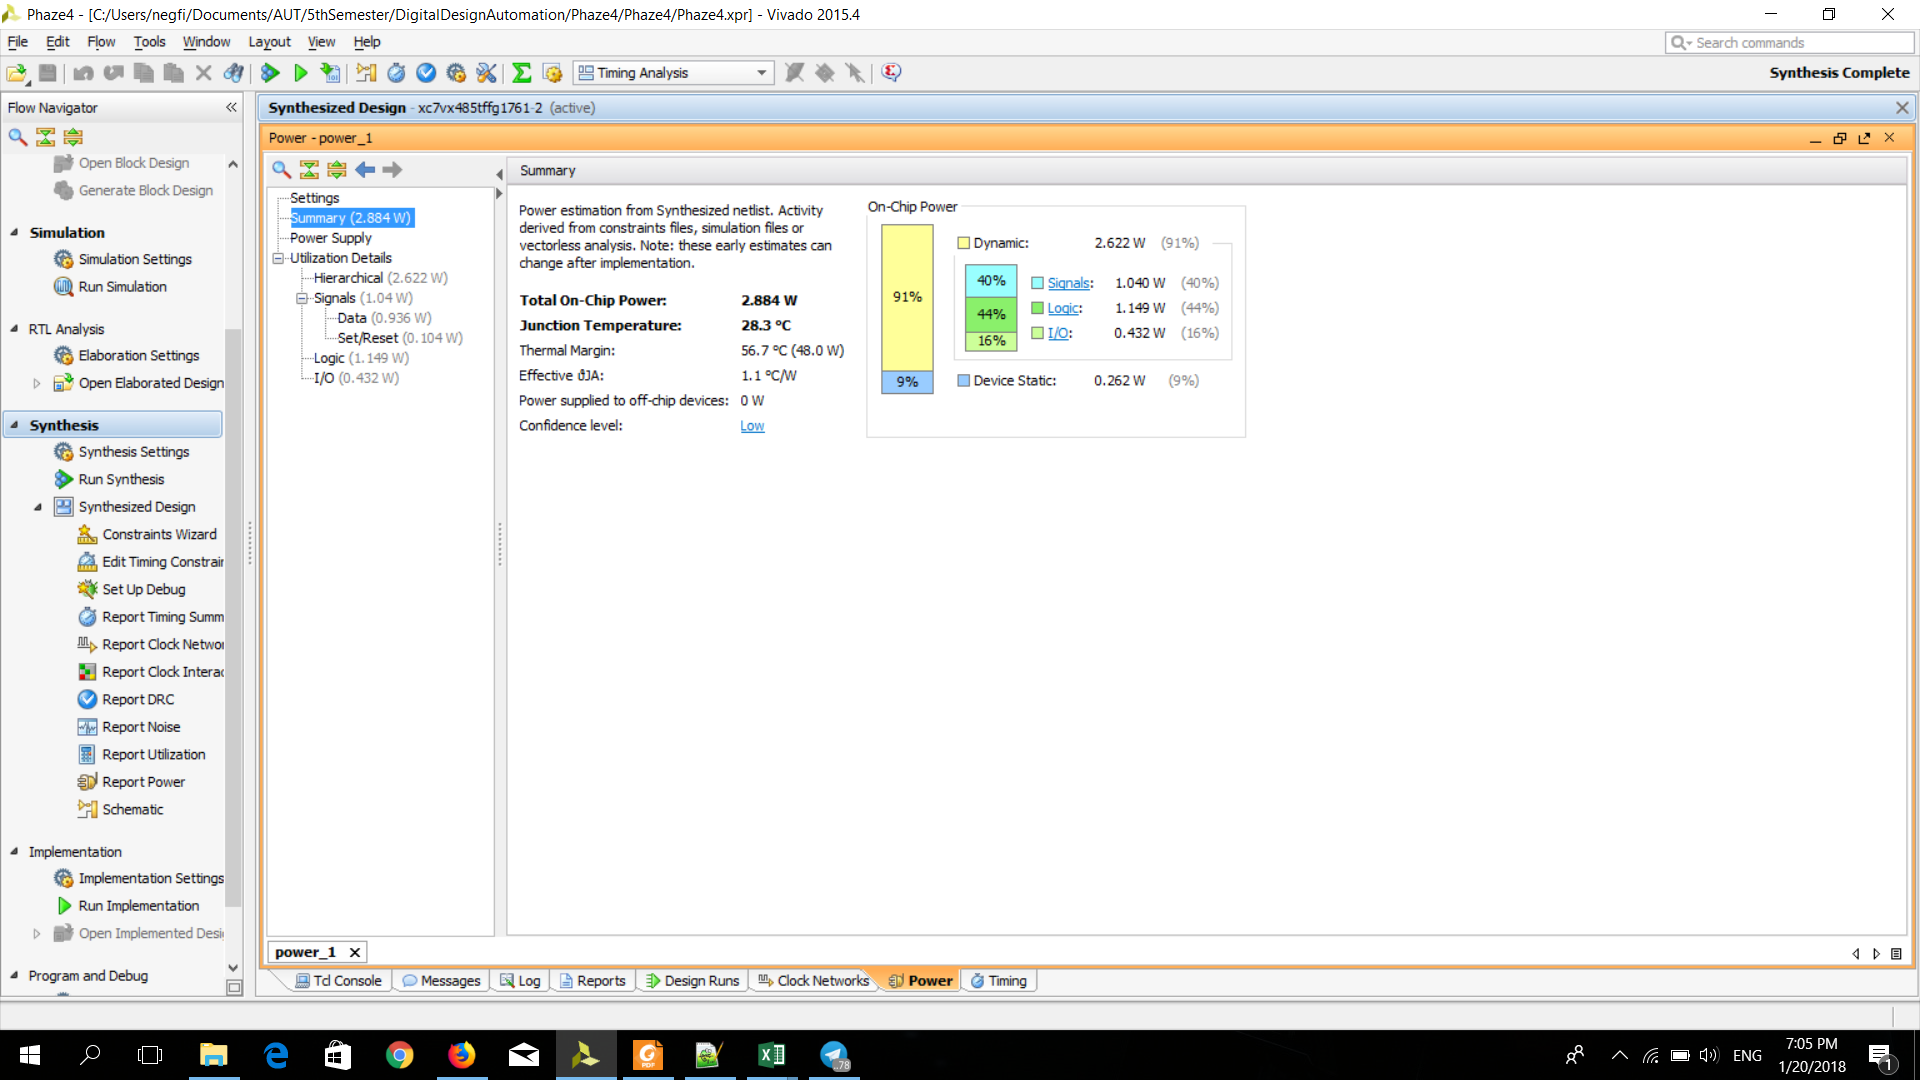 Phaze4 - [C:/Users/negfi/Documents/AUT/5thSemester/DigitalDesignAutomation/Phaze4/Phaze4/Phaze4.xpr] - Vivado 2015.4
File Edit Flow Tools Window Layout View Help
Search commands
Timing Analysis
Synthesis Complete
Flow Navigator
Open Block Design
Generate Block Design
Simulation
Simulation Settings
Run Simulation
RTL Analysis
Elaboration Settings
Open Elaborated Design
Synthesis
Synthesis Settings
Run Synthesis
Synthesized Design
Constraints Wizard
Edit Timing Constrain
Set Up Debug
Report Timing Summ
Report Clock Networ
Report Clock Interac
Report DRC
Report Noise
Report Utilization
Report Power
Schematic
Implementation
Implementation Settings
Run Implementation
Open Implemented Desi
Program and Debug
Synthesized Design - xc7vx485tffg1761-2 (active)
Power - power_1
Settings
Summary (2.884 W)
Power Supply
Utilization Details
Hierarchical (2.622 W)
Signals (1.04 W)
Data (0.936 W)
Set/Reset (0.104 W)
Logic (1.149 W)
I/O (0.432 W)
Summary
Power estimation from Synthesized netlist. Activity
derived from constraints files, simulation files or
vectorless analysis. Note: these early estimates can
change after implementation.
Total On-Chip Power: 2.884 W
Junction Temperature: 28.3 °C
Thermal Margin: 56.7 °C (48.0 W)
Effective ϑJA: 1.1 °C/W
Power supplied to off-chip devices: 0 W
Confidence level: Low
On-Chip Power
91%
9%
Dynamic: 2.622 W (91%)
40%
44%
16%
Signals: 1.040 W (40%)
Logic: 1.149 W (44%)
I/O: 0.432 W (16%)
Device Static: 0.262 W (9%)
power_1
Tcl Console Messages Log Reports Design Runs Clock Networks Power Timing
PDF
78
ENG
7:05 PM
1/20/2018
1